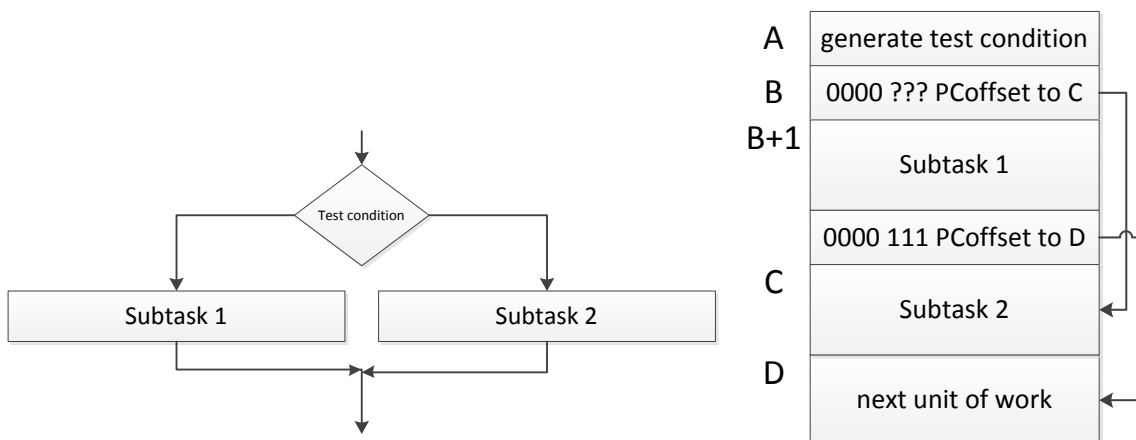 Test condition
Subtask 1
Subtask 2
A
generate test condition
B
0000 ??? PCoffset to C
B+1
Subtask 1
0000 111 PCoffset to D
C
Subtask 2
D
next unit of work